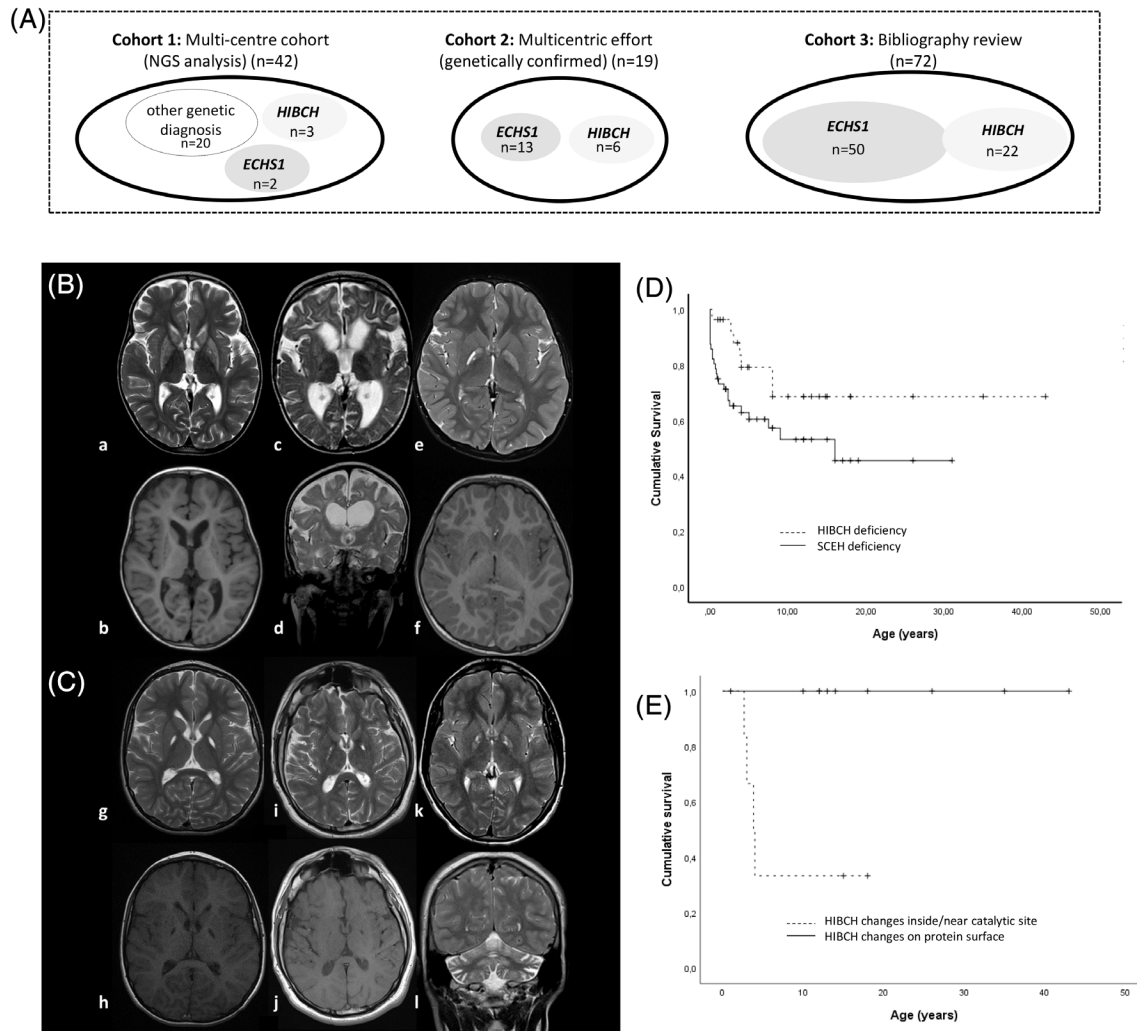 (A)
Cohort 1: Multi-centre cohort
(NGS analysis) (n=42)
other genetic
diagnosis
n=20
HIBCH
n=3
ECHS1
n=2
Cohort 2: Multicentric effort
(genetically confirmed) (n=19)
ECHS1
n=13
HIBCH
n=6
Cohort 3: Bibliography review
(n=72)
ECHS1
n=50
HIBCH
n=22
(B)
a
c
e
b
d
f
(C)
g
i
k
h
j
l
(D)
Cumulative Survival
1,0
0,8
0,6
0,4
0,2
0,0
HIBCH deficiency
SCEH deficiency
,00
10,00
20,00
30,00
40,00
50,00
Age (years)
(E)
Cumulative survival
1,0
0,8
0,6
0,4
0,2
0,0
HIBCH changes inside/near catalytic site
HIBCH changes on protein surface
0
10
20
30
40
50
Age (years)